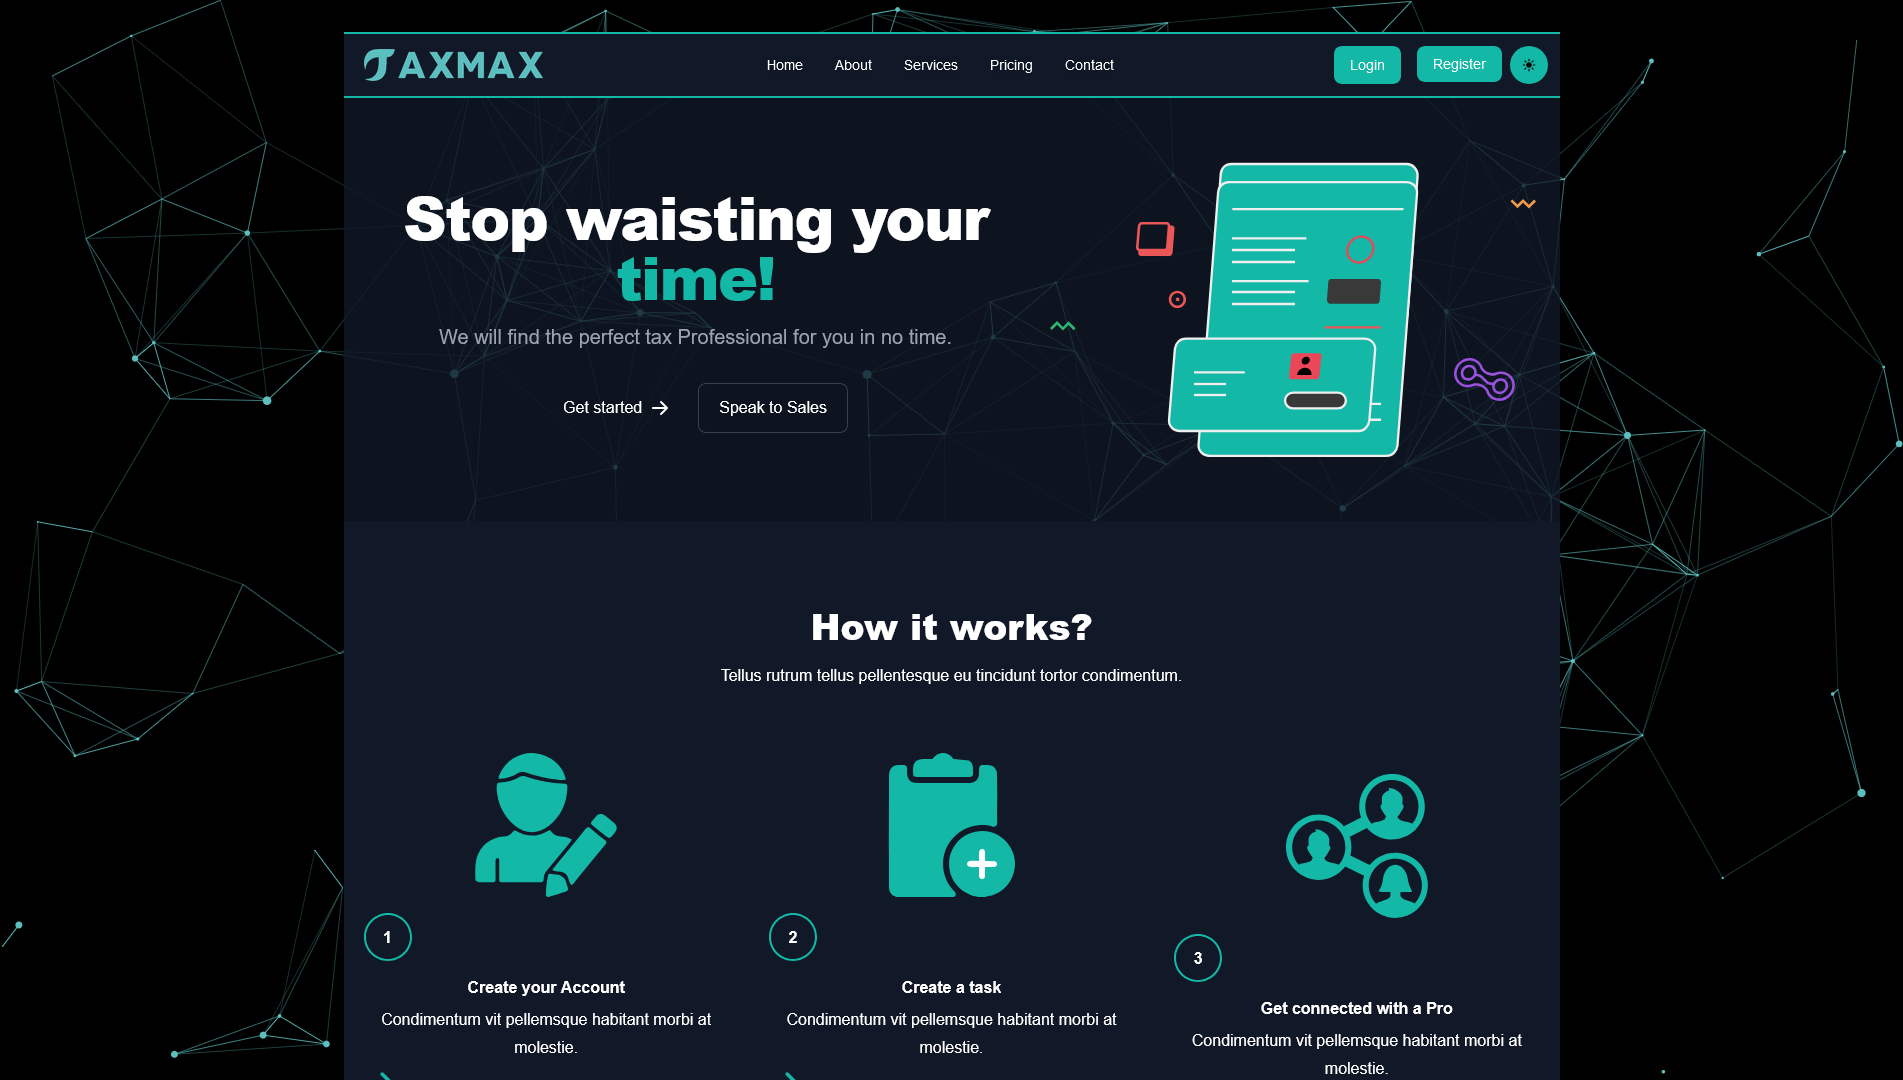 TAXMAX
Home About Services Pricing Contact
Login Register
Stop waisting your
time!
We will find the perfect tax Professional for you in no time.
Get started → Speak to Sales
How it works?
Tellus rutrum tellus pellentesque eu tincidunt tortor condimentum.
1
Create your Account
Condimentum vit pellemsque habitant morbi at
molestie.
2
Create a task
Condimentum vit pellemsque habitant morbi at
molestie.
3
Get connected with a Pro
Condimentum vit pellemsque habitant morbi at
molestie.